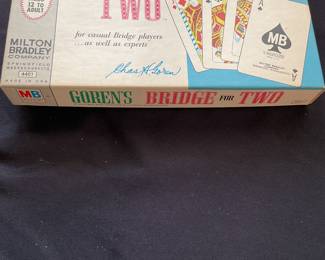 12 TO ADULT
MILTON
BRADLEY
COMPANY
SPRINGFIELD
MASSACHUSETTS
4401
MADE IN U.S.A.
TWO
for casual Bridge players
...as well as experts
Chas. H. Goren
A
MB
A
MB
GOREN'S BRIDGE FOR TWO